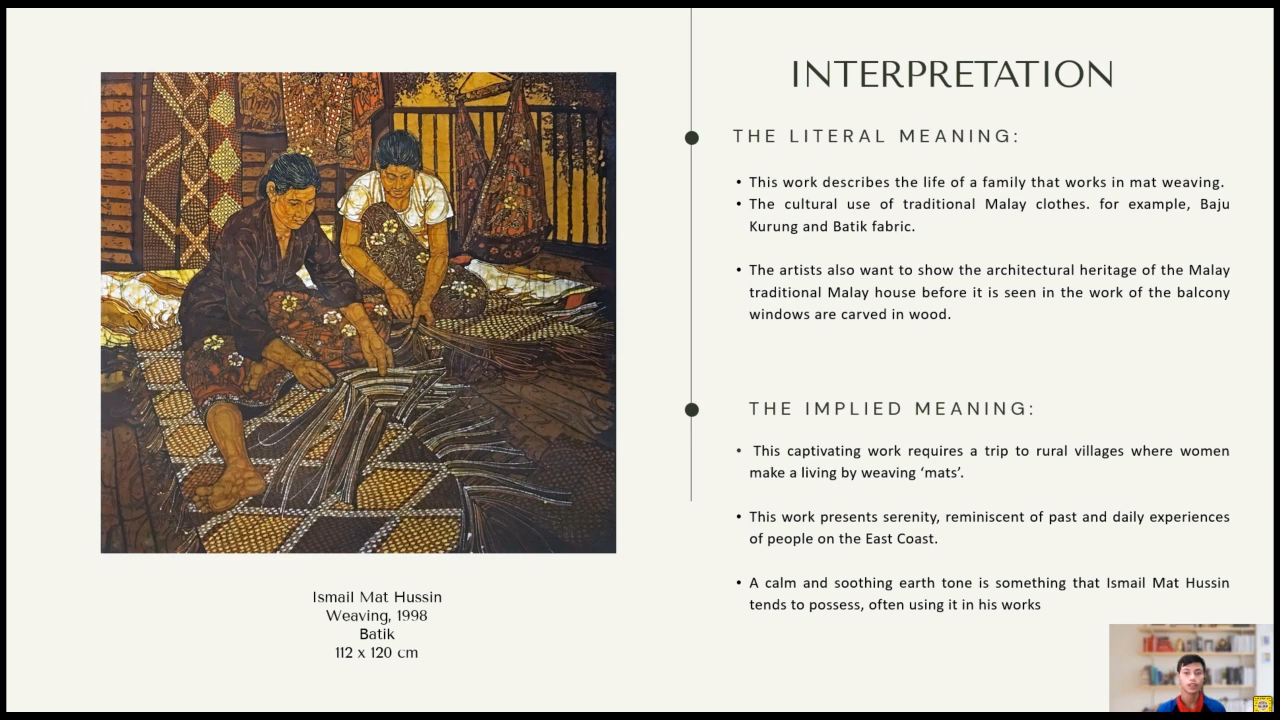 INTERPRETATION
THE LITERAL MEANING:
• This work describes the life of a family that works in mat weaving.
• The cultural use of traditional Malay clothes. for example, Baju
Kurung and Batik fabric.
• The artists also want to show the architectural heritage of the Malay
traditional Malay house before it is seen in the work of the balcony
windows are carved in wood.
THE IMPLIED MEANING:
• This captivating work requires a trip to rural villages where women
make a living by weaving ‘mats’.
• This work presents serenity, reminiscent of past and daily experiences
of people on the East Coast.
• A calm and soothing earth tone is something that Ismail Mat Hussin
tends to possess, often using it in his works
Ismail Mat Hussin
Weaving, 1998
Batik
112 x 120 cm